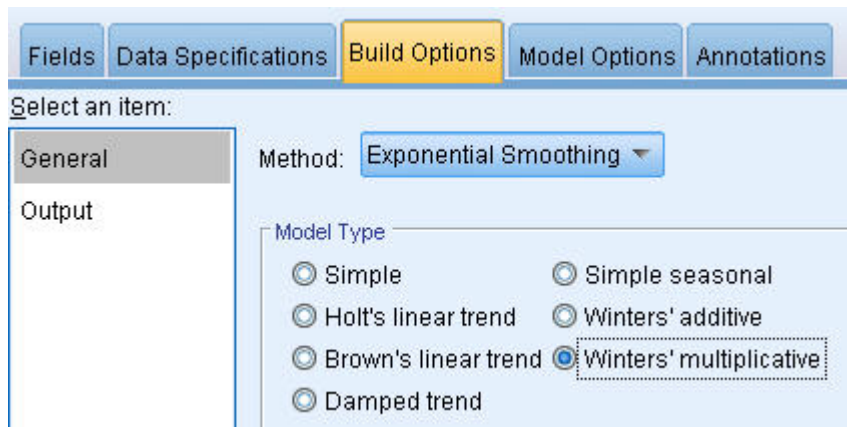 Fields Data Specifications Build Options Model Options Annotations
Select an item:
General
Output
Method: Exponential Smoothing
Model Type
Simple
Simple seasonal
Holt's linear trend
Winters' additive
Brown's linear trend
Winters' multiplicative
Damped trend